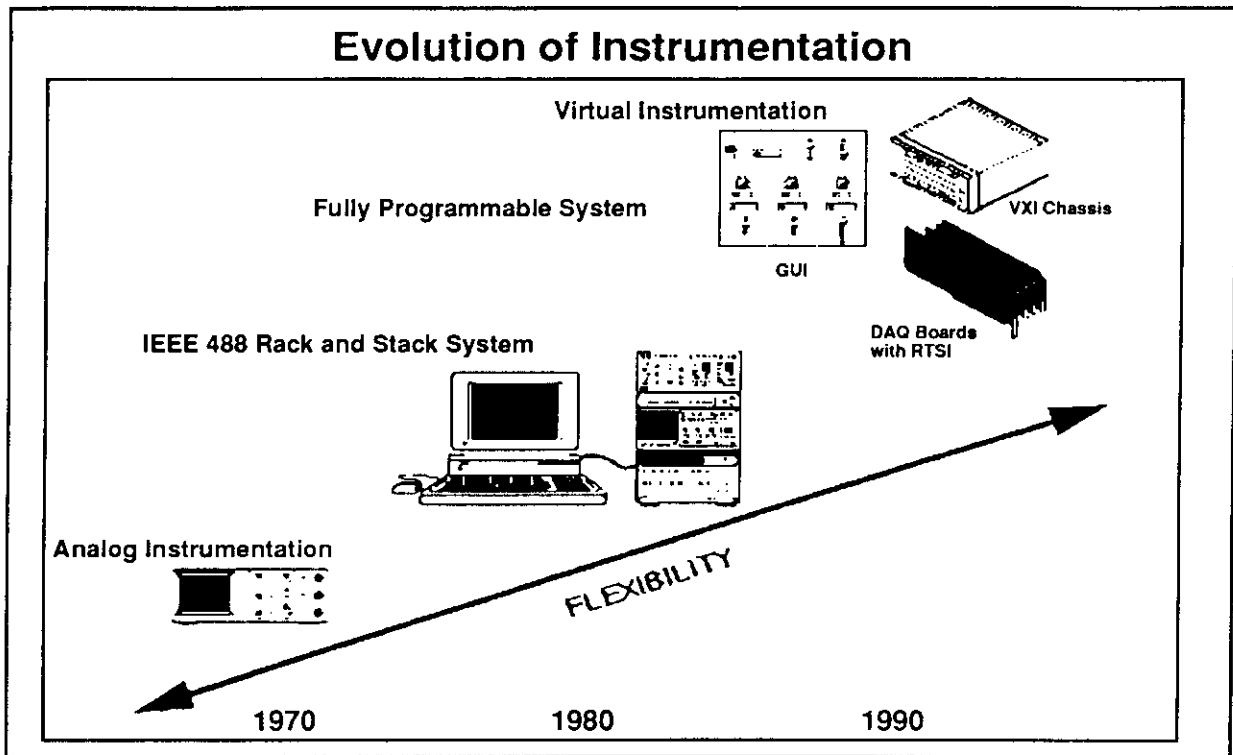 Evolution of Instrumentation
Virtual Instrumentation
Fully Programmable System
VXI Chassis
GUI
DAQ Boards
with RTSI
IEEE 488 Rack and Stack System
Analog Instrumentation
FLEXIBILITY
1970 1980 1990